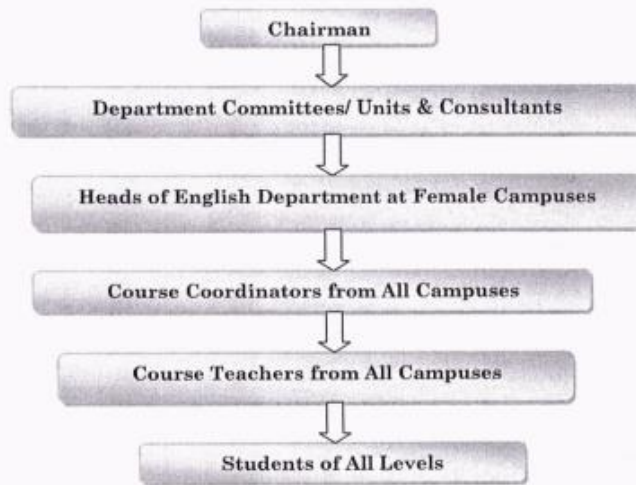 Chairman
Department Committees/ Units & Consultants
Heads of English Department at Female Campuses
Course Coordinators from All Campuses
Course Teachers from All Campuses
Students of All Levels